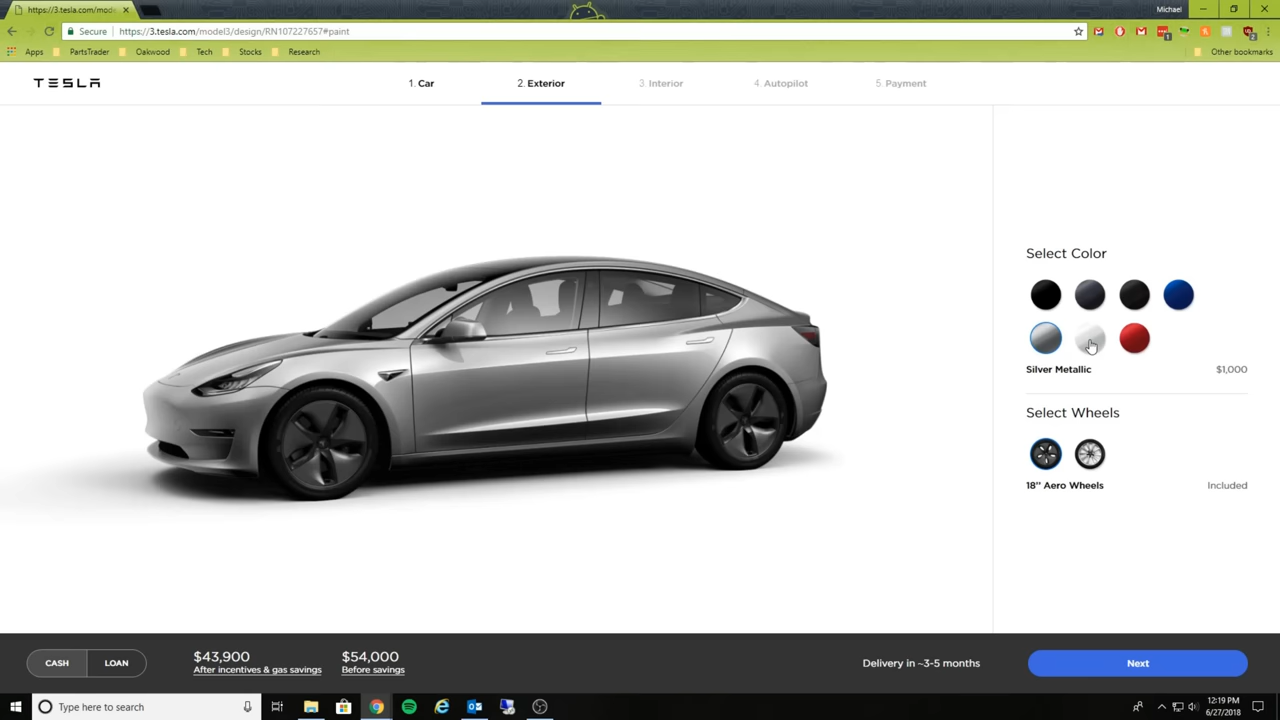 https://3.tesla.com/mode
Michael
Secure
https://3.tesla.com/model3/design/RN107227657#paint
Apps
PartsTrader
Oakwood
Tech
Stocks
Research
Other bookmarks
TESLA
1. Car
2. Exterior
3. Interior
4. Autopilot
5. Payment
Select Color
Silver Metallic
$1,000
Select Wheels
18" Aero Wheels
Included
CASH
LOAN
$43,900
After incentives & gas savings
$54,000
Before savings
Delivery in ~3-5 months
Next
Type here to search
12:19 PM
6/27/2018